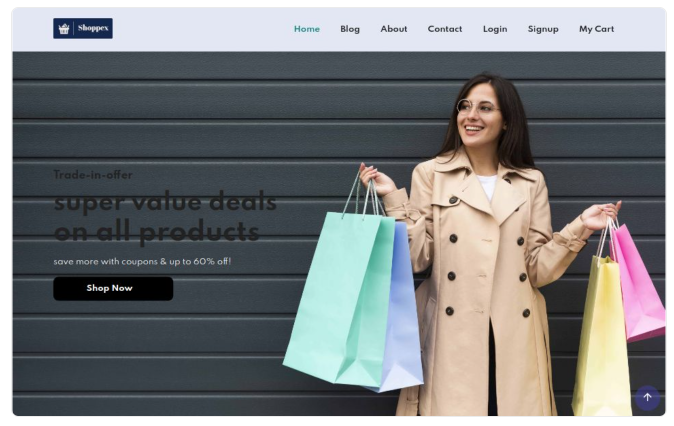 Shoppex
Home Blog About Contact Login Signup My Cart
Trade-in-offer
super value deals
on all products
save more with coupons & up to 60% off!
Shop Now